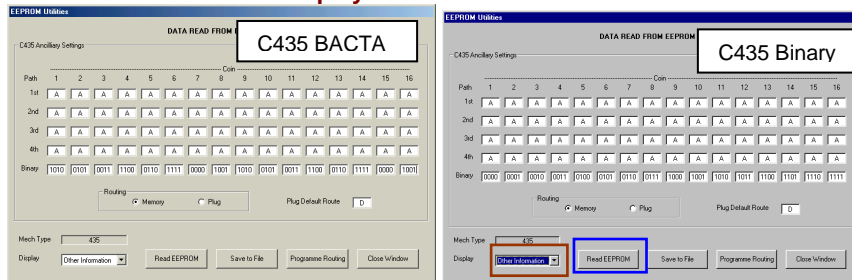 EEPROM Utilities
DATA READ FROM
C435 BACTA
C435 Ancilliary Settings
Coin
Path 1 2 3 4 5 6 7 8 9 10 11 12 13 14 15 16
1st A A A A A A A A A A A A A A A A
2nd A A A A A A A A A A A A A A A A
3rd A A A A A A A A A A A A A A A A
4th A A A A A A A A A A A A A A A A
Binary 1010 0101 0011 1100 0110 1111 0000 1001 1010 0101 0011 1100 0110 1111 0000 1001
Routing
Memory Plug Plug Default Route D
Mech Type 435
Display Other Information Read EEPROM Save to File Programme Routing Close Window
EEPROM Utilities
DATA READ FROM EEPROM
C435 Binary
C435 Ancilliary Settings
Coin
Path 1 2 3 4 5 6 7 8 9 10 11 12 13 14 15 16
1st A A A A A A A A A A A A A A A A
2nd A A A A A A A A A A A A A A A A
3rd A A A A A A A A A A A A A A A A
4th A A A A A A A A A A A A A A A A
Binary 0000 0001 0010 0011 0100 0101 0110 0111 1000 1001 1010 1011 1100 1101 1110 1111
Routing
Memory Plug Plug Default Route D
Mech Type 435
Display Other Information Read EEPROM Save to File Programme Routing Close Window